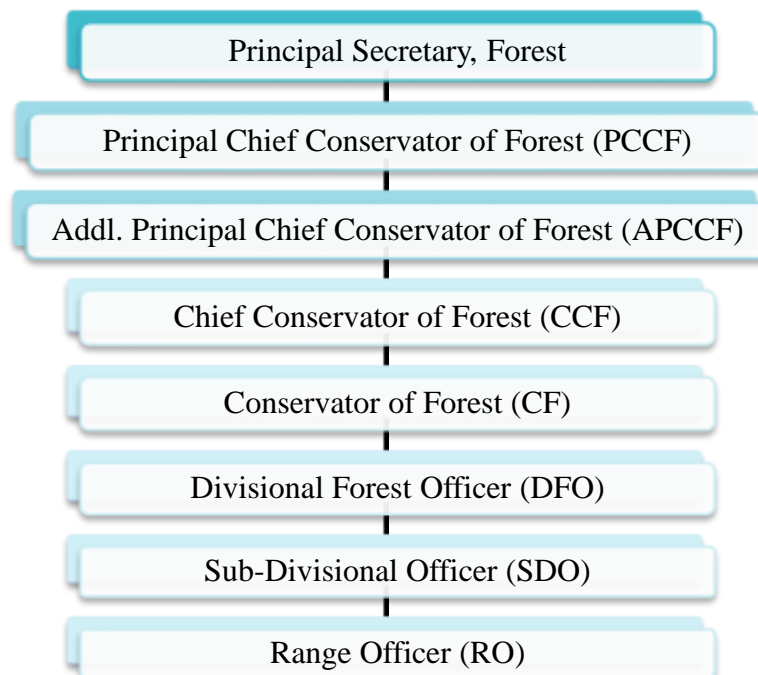 Principal Secretary, Forest
Principal Chief Conservator of Forest (PCCF)
Addl. Principal Chief Conservator of Forest (APCCF)
Chief Conservator of Forest (CCF)
Conservator of Forest (CF)
Divisional Forest Officer (DFO)
Sub-Divisional Officer (SDO)
Range Officer (RO)